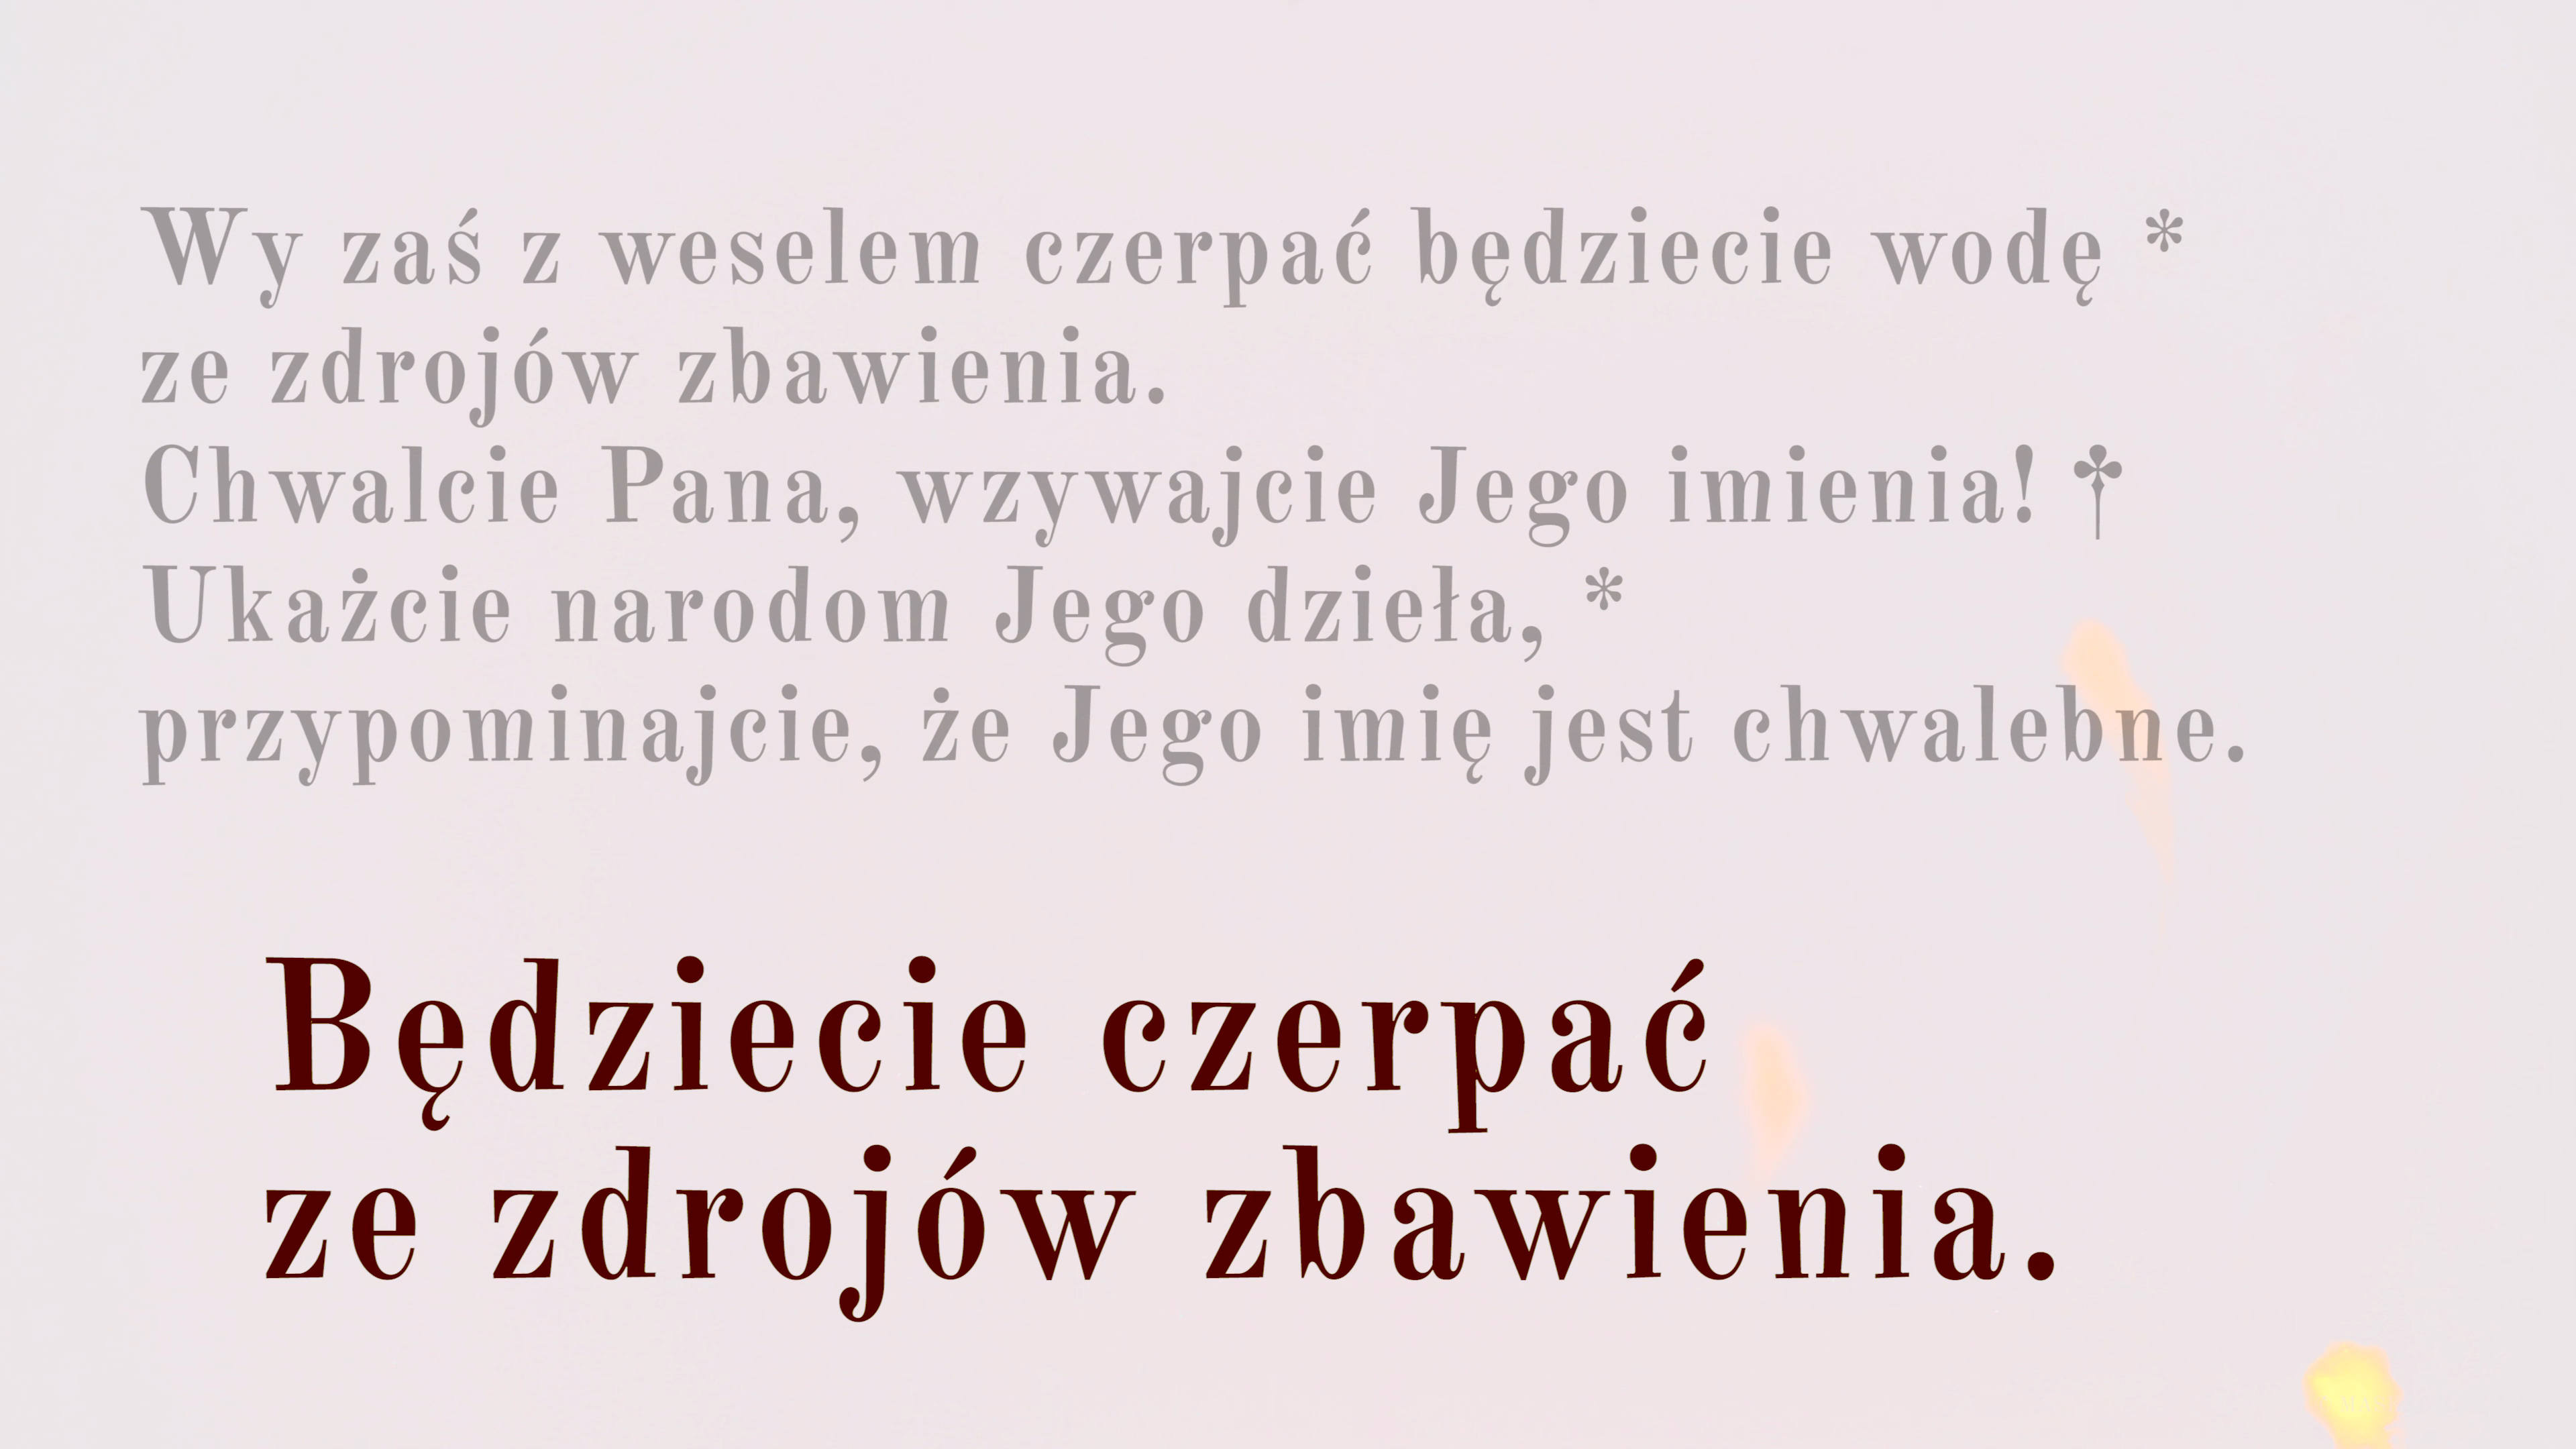 Wy zaś z weselem czerpać będziecie wodę *
ze zdrojów zbawienia.
Chwalcie Pana, wzywajcie Jego imienia! †
Ukażcie narodom Jego dzieła, *
przypominajcie, że Jego imię jest chwalebne.
Będziecie czerpać
ze zdrojów zbawienia.